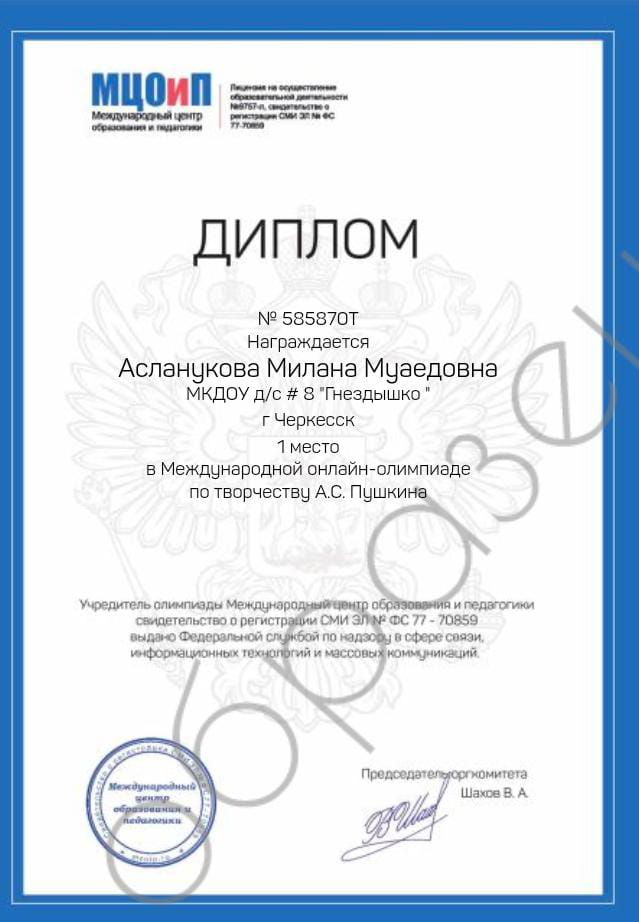 МЦОиП
Международный центр
образования и педагогики
Лицензия на осуществление
образовательной деятельности
№9757-л, свидетельство о
регистрации СМИ ЭЛ № ФС
77-70859
ДИПЛОМ
№ 585870Т
Награждается
Асланукова Милана Муаедовна
МКДОУ д/с # 8 "Гнездышко "
г Черкесск
1 место
в Международной онлайн-олимпиаде
по творчеству А.С. Пушкина
Образец
Учредитель олимпиады Международный центр образования и педагогики
свидетельство о регистрации СМИ ЭЛ № ФС 77 - 70859
выдано Федеральной службой по надзору в сфере связи,
информационных технологий и массовых коммуникаций.
Международный
центр
образования и
педагогики
Председатель оргкомитета
Шахов В. А.